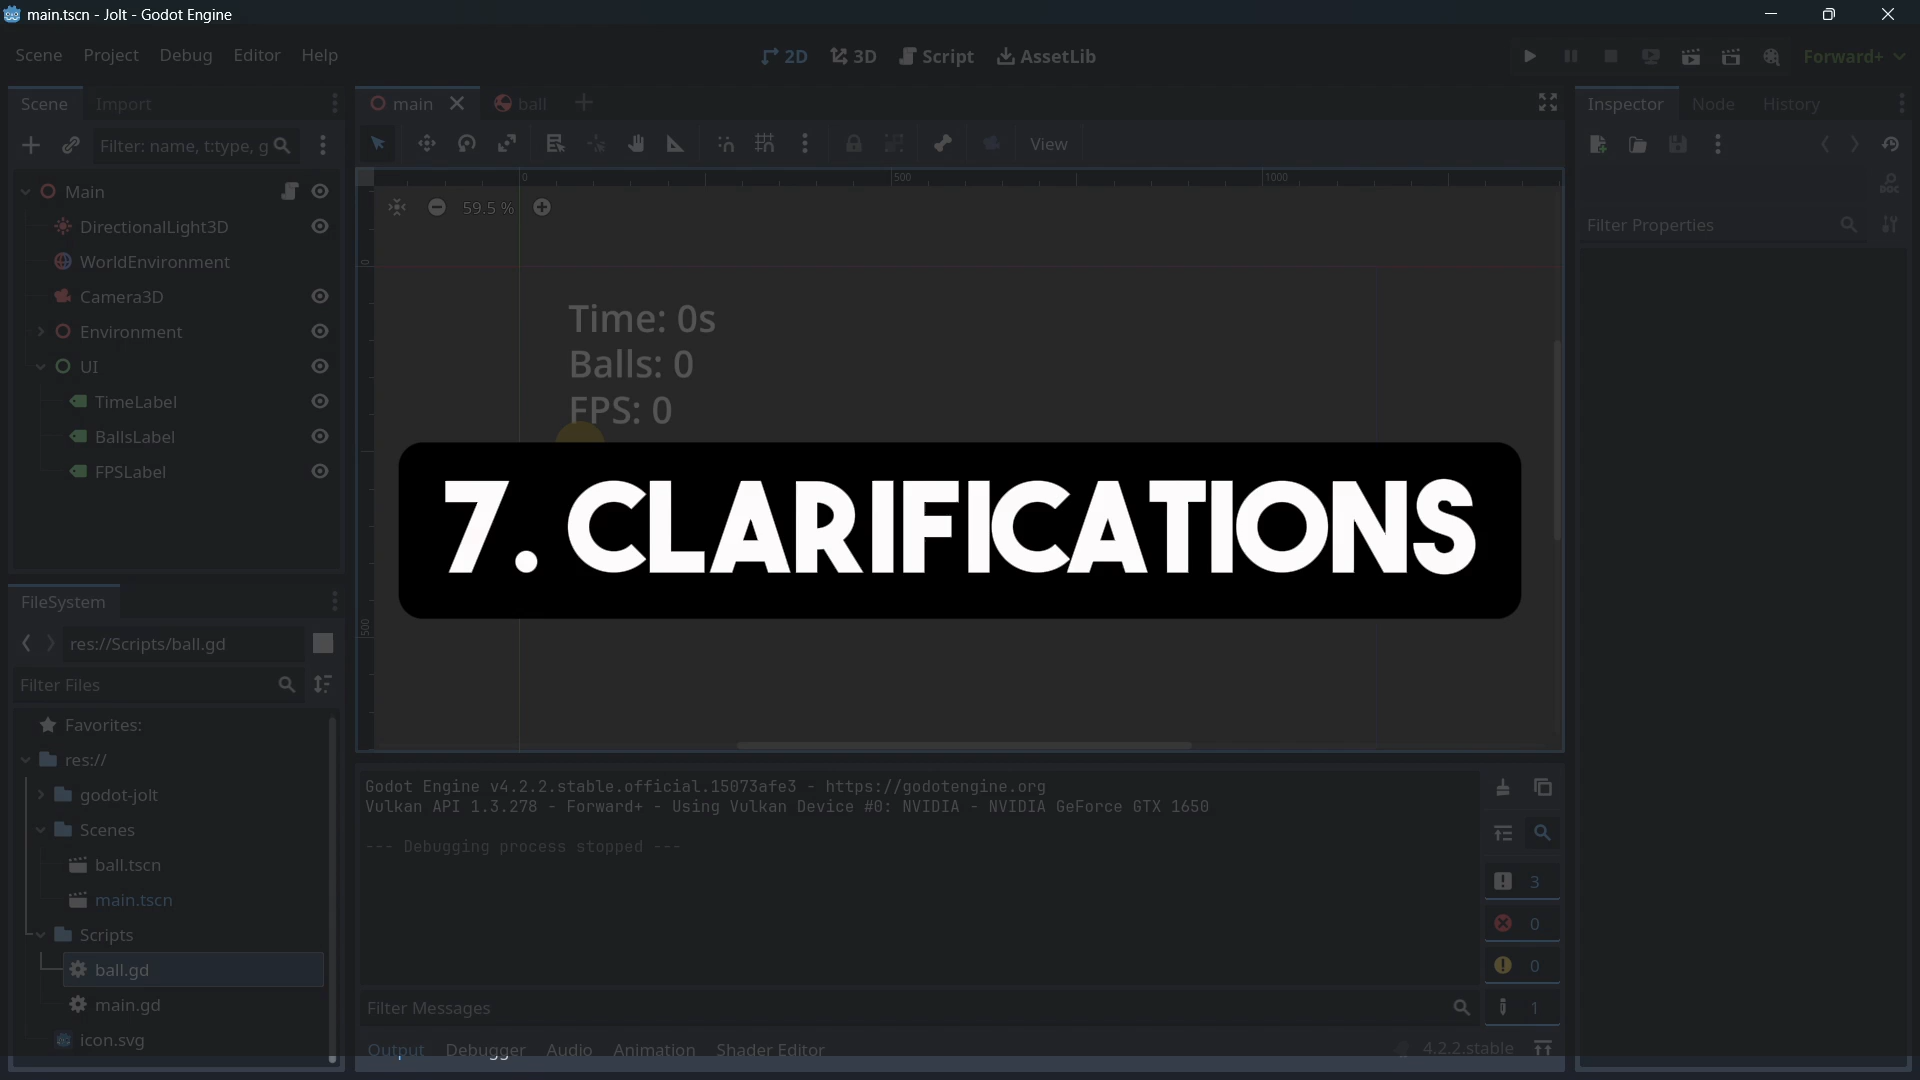 main.tscn - Jolt - Godot Engine
Scene Project Debug Editor Help
2D 3D Script AssetLib
Forward+
Scene Import
main ball
Inspector Node History
Filter: name, t:type, g
View
0 500 1000
DOC
Main
59.5 %
Filter Properties
DirectionalLight3D
WorldEnvironment
0
Camera3D
Environment
UI
TimeLabel
BallsLabel
FPSLabel
Time: 0s
Balls: 0
FPS: 0
7. CLARIFICATIONS
500
FileSystem
res://Scripts/ball.gd
Filter Files
Favorites:
res://
godot-jolt
Scenes
ball.tscn
main.tscn
Scripts
ball.gd
main.gd
icon.svg
Godot Engine v4.2.2.stable.official.15073afe3 - https://godotengine.org
Vulkan API 1.3.278 - Forward+ - Using Vulkan Device #0: NVIDIA - NVIDIA GeForce GTX 1650
--- Debugging process stopped ---
3
0
0
1
Filter Messages
Output Debugger Audio Animation Shader Editor
4.2.2.stable